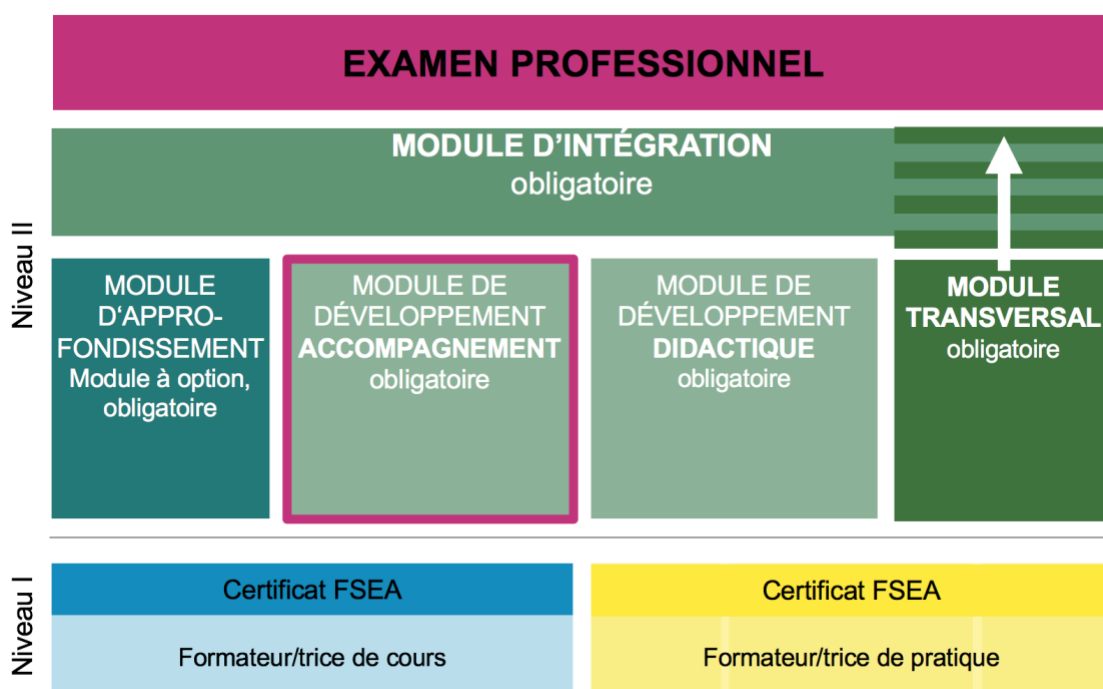 EXAMEN PROFESSIONNEL
MODULE D'INTÉGRATION
obligatoire
Niveau II
MODULE
D'APPRO-
FONDISSEMENT
Module à option,
obligatoire
MODULE DE
DÉVELOPPEMENT
ACCOMPAGNEMENT
obligatoire
MODULE DE
DÉVELOPPEMENT
DIDACTIQUE
obligatoire
MODULE
TRANSVERSAL
obligatoire
Niveau I
Certificat FSEA
Formateur/trice de cours
Certificat FSEA
Formateur/trice de pratique